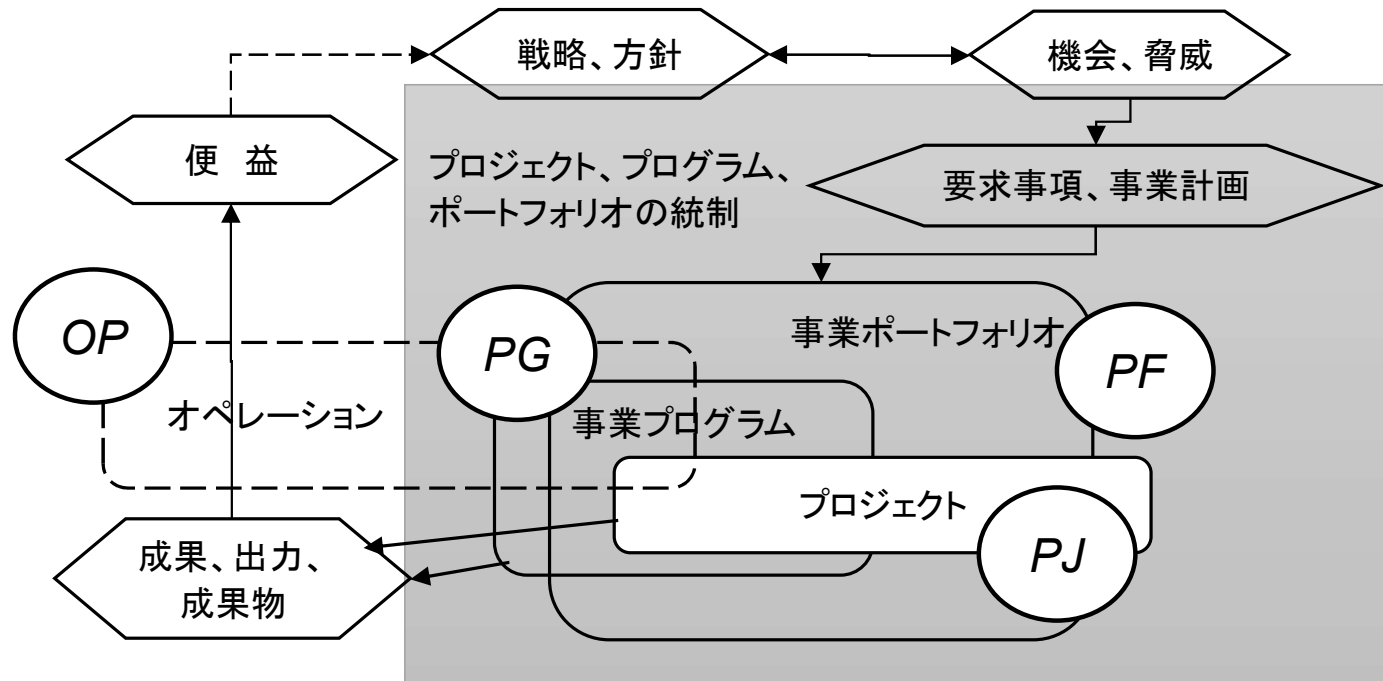 戦略、方針
機会、脅威
便 益
プロジェクト、プログラム、
ポートフォリオの統制
要求事項、事業計画
OP
PG
事業ポートフォリオ
PF
オペレーション
事業プログラム
プロジェクト
PJ
成果、出力、
成果物